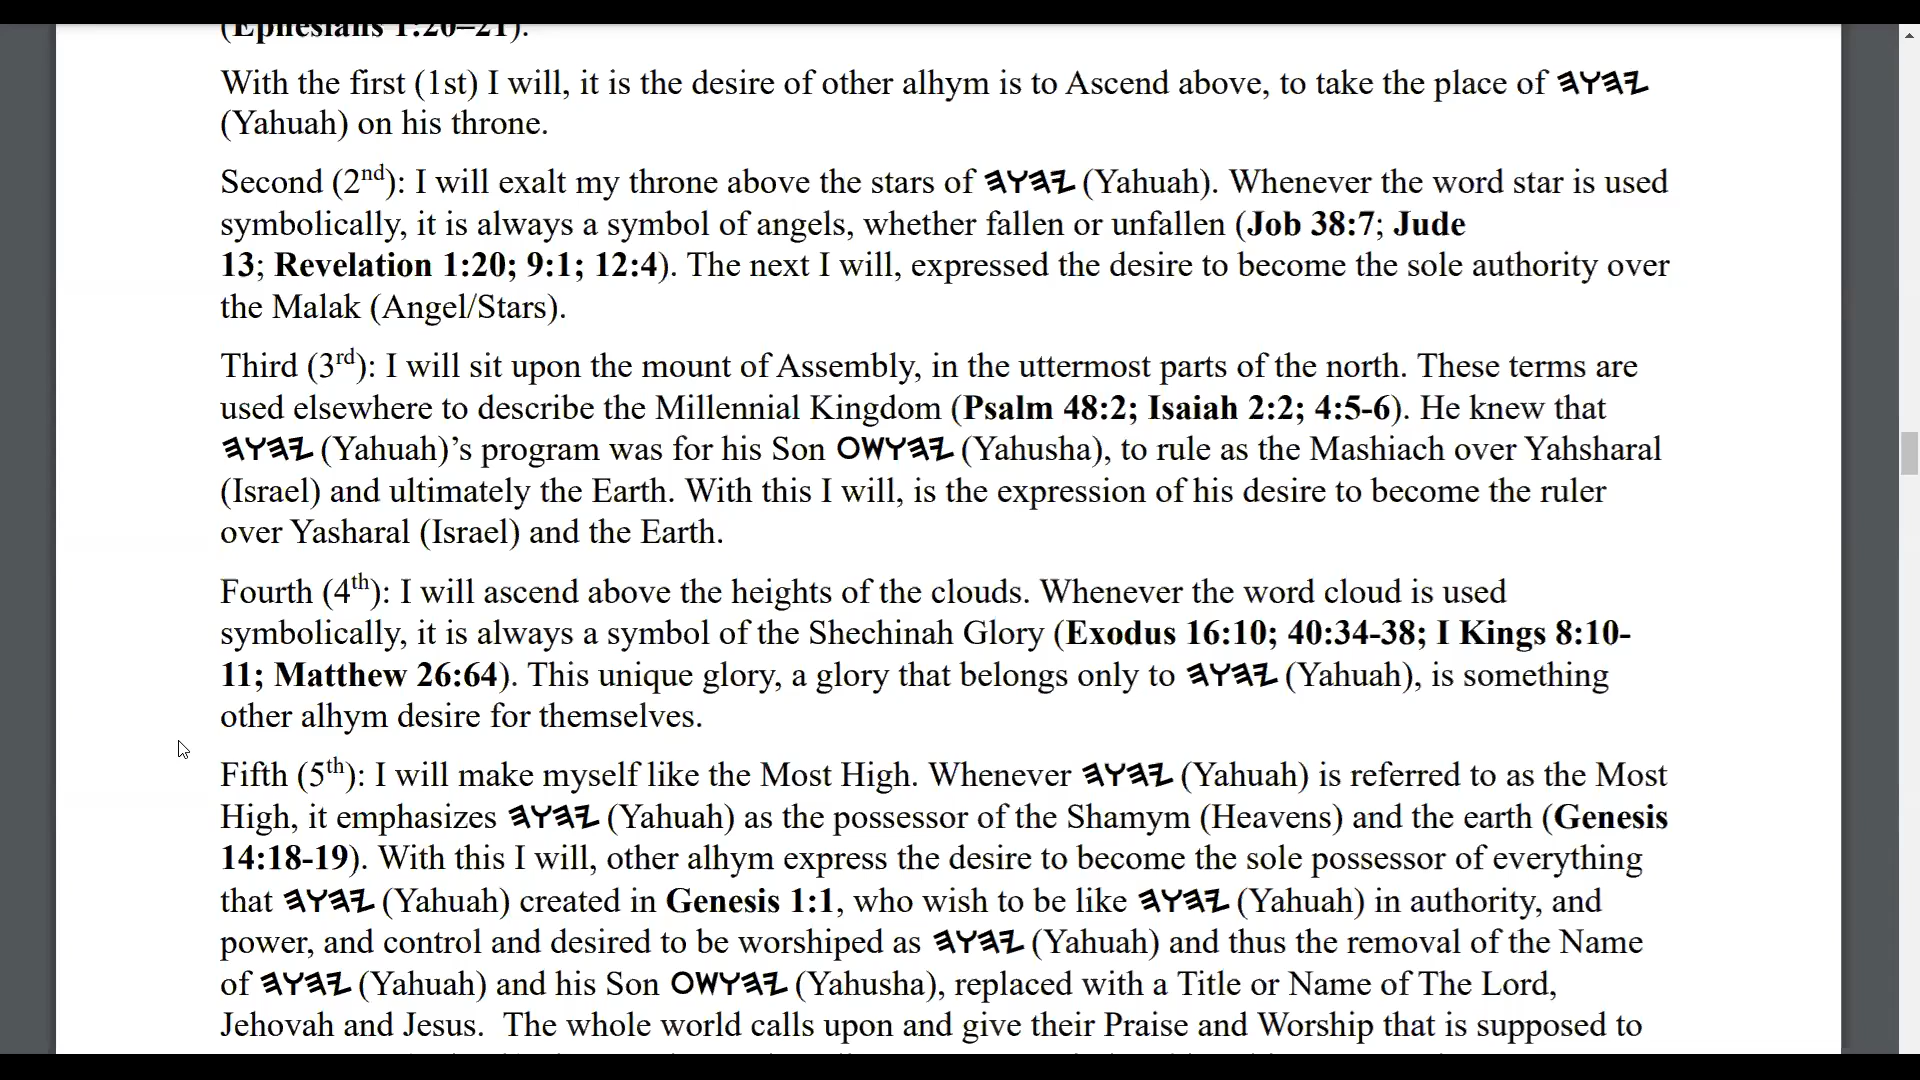 (Ephesians 1:20–21).
With the first (1st) I will, it is the desire of other alhym is to Ascend above, to take the place of 𐤉𐤄𐤅𐤄
(Yahuah) on his throne.
Second (2nd): I will exalt my throne above the stars of 𐤉𐤄𐤅𐤄 (Yahuah). Whenever the word star is used
symbolically, it is always a symbol of angels, whether fallen or unfallen (Job 38:7; Jude
13; Revelation 1:20; 9:1; 12:4). The next I will, expressed the desire to become the sole authority over
the Malak (Angel/Stars).
Third (3rd): I will sit upon the mount of Assembly, in the uttermost parts of the north. These terms are
used elsewhere to describe the Millennial Kingdom (Psalm 48:2; Isaiah 2:2; 4:5-6). He knew that
𐤉𐤄𐤅𐤄 (Yahuah)’s program was for his Son 𐤉𐤄𐤅𐤔𐤏 (Yahusha), to rule as the Mashiach over Yahsharal
(Israel) and ultimately the Earth. With this I will, is the expression of his desire to become the ruler
over Yasharal (Israel) and the Earth.
Fourth (4th): I will ascend above the heights of the clouds. Whenever the word cloud is used
symbolically, it is always a symbol of the Shechinah Glory (Exodus 16:10; 40:34-38; I Kings 8:10-
11; Matthew 26:64). This unique glory, a glory that belongs only to 𐤉𐤄𐤅𐤄 (Yahuah), is something
other alhym desire for themselves.
Fifth (5th): I will make myself like the Most High. Whenever 𐤉𐤄𐤅𐤄 (Yahuah) is referred to as the Most
High, it emphasizes 𐤉𐤄𐤅𐤄 (Yahuah) as the possessor of the Shamym (Heavens) and the earth (Genesis
14:18-19). With this I will, other alhym express the desire to become the sole possessor of everything
that 𐤉𐤄𐤅𐤄 (Yahuah) created in Genesis 1:1, who wish to be like 𐤉𐤄𐤅𐤄 (Yahuah) in authority, and
power, and control and desired to be worshiped as 𐤉𐤄𐤅𐤄 (Yahuah) and thus the removal of the Name
of 𐤉𐤄𐤅𐤄 (Yahuah) and his Son 𐤉𐤄𐤅𐤔𐤏 (Yahusha), replaced with a Title or Name of The Lord,
Jehovah and Jesus. The whole world calls upon and give their Praise and Worship that is supposed to